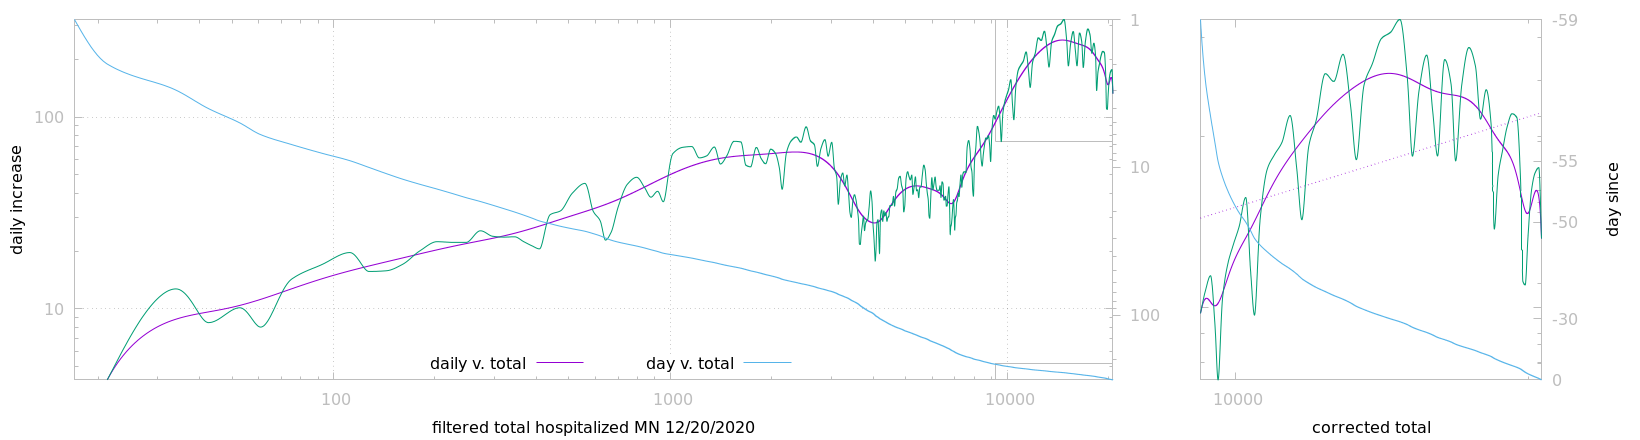 daily increase
100
10
daily v. total
day v. total
100
1000
10000
1
10
100
filtered total hospitalized MN 12/20/2020
-59
-55
-50
-30
0
day since
10000
corrected total